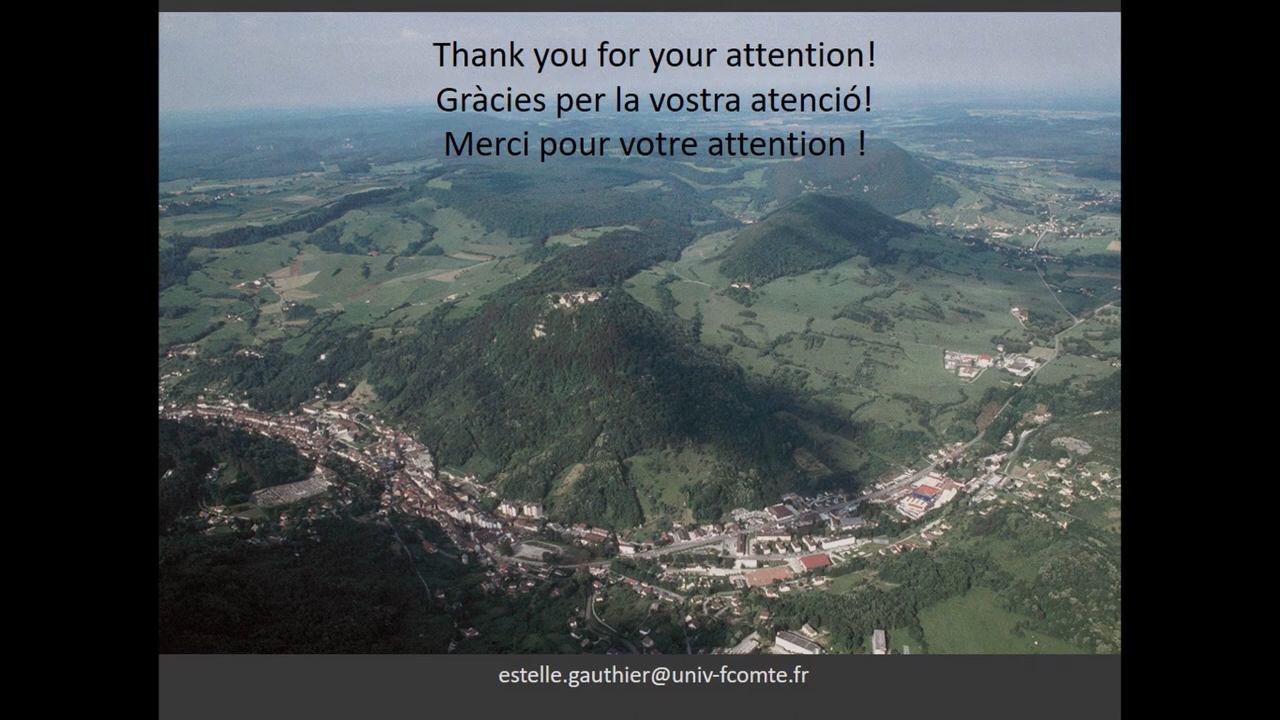 Thank you for your attention!
Gràcies per la vostra atenció!
Merci pour votre attention !
estelle.gauthier@univ-fcomte.fr